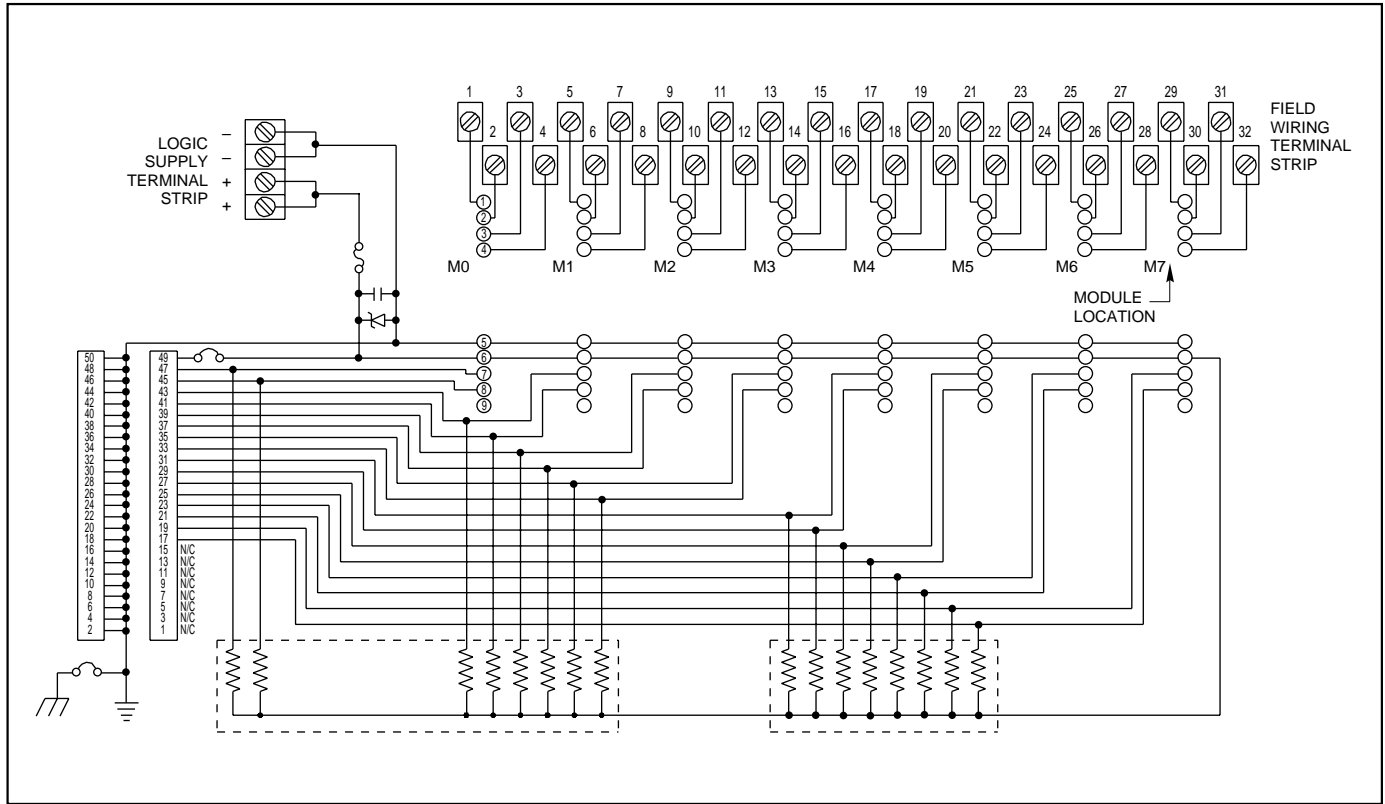 1 3 5 7 9 11 13 15 17 19 21 23 25 27 29 31
2 4 6 8 10 12 14 16 18 20 22 24 26 28 30 32
FIELD
WIRING
TERMINAL
STRIP
LOGIC
SUPPLY
TERMINAL
STRIP
–
–
+
+
1
2
3
4
M0 M1 M2 M3 M4 M5 M6 M7
MODULE
LOCATION
5
6
7
8
9
50 49
48 47
46 45
44 43
42 41
40 39
38 37
36 35
34 33
32 31
30 29
28 27
26 25
24 23
22 21
20 19
18 17
16 15 N/C
14 13 N/C
12 11 N/C
10 9 N/C
8 7 N/C
6 5 N/C
4 3 N/C
2 1 N/C